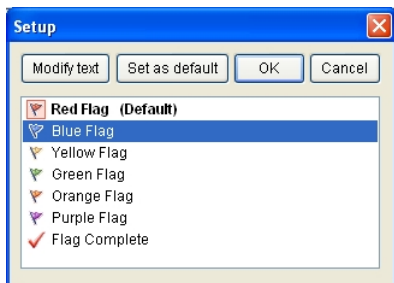 Setup
Modify text Set as default OK Cancel
Red Flag (Default)
Blue Flag
Yellow Flag
Green Flag
Orange Flag
Purple Flag
Flag Complete